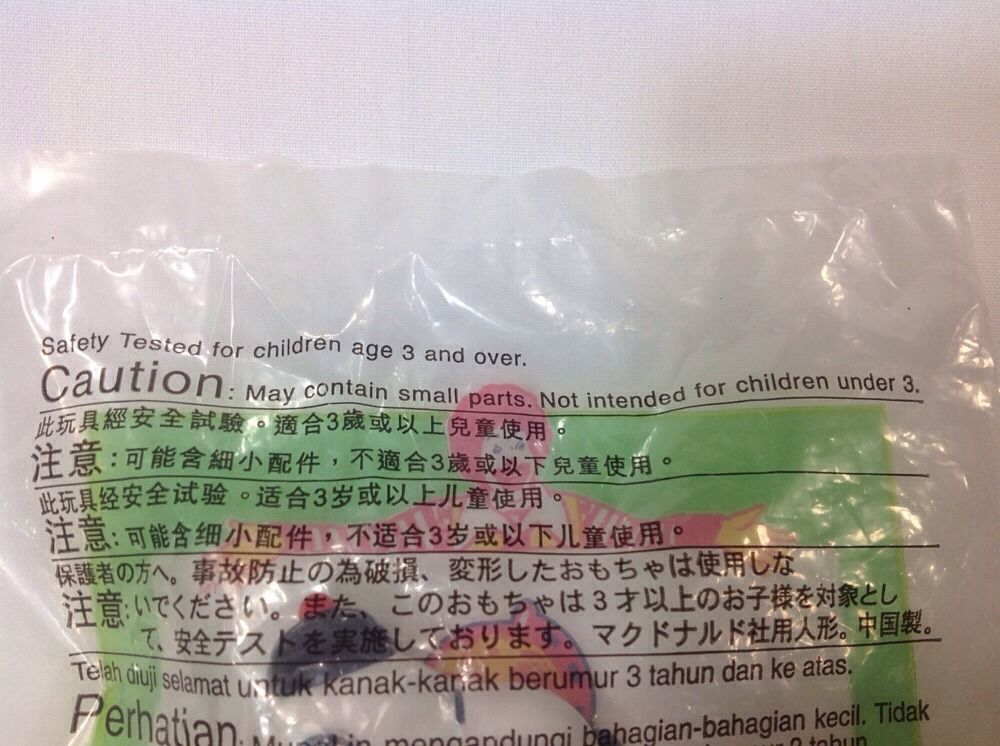 Safety Tested for children age 3 and over.
Caution: May contain small parts. Not intended for children under 3.
此玩具經安全試驗。適合3歲或以上兒童使用。
注意:可能含細小配件，不適合3歲或以下兒童使用。
此玩具经安全试验。适合3岁或以上儿童使用。
注意:可能含细小配件，不适合3岁或以下儿童使用。
保護者の方へ。事故防止の為破損、変形したおもちゃは使用しな
注意:いでください。また、このおもちゃは3才以上のお子様を対象とし
て、安全テストを実施しております。マクドナルド社用人形。中国製。
Telah diuji selamat untuk kanak-kanak berumur 3 tahun dan ke atas.
Perhatian: Mungkin mengandungi bahagian-bahagian kecil. Tidak
tahun